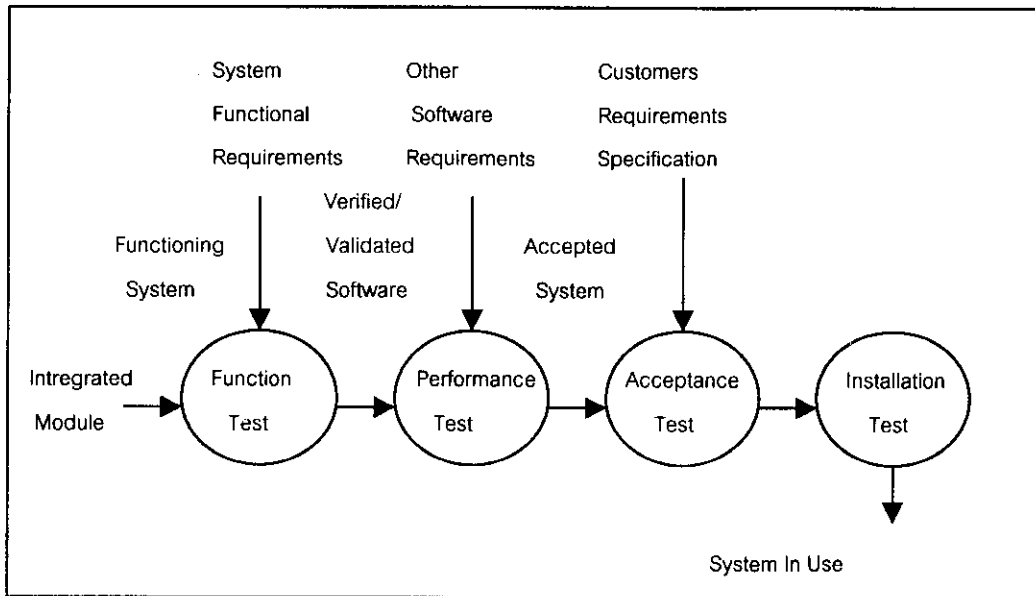 System
Functional
Requirements
Other
Software
Requirements
Customers
Requirements
Specification
Functioning
System
Verified/
Validated
Software
Accepted
System
Intregrated
Module
Function
Test
Performance
Test
Acceptance
Test
Installation
Test
System In Use